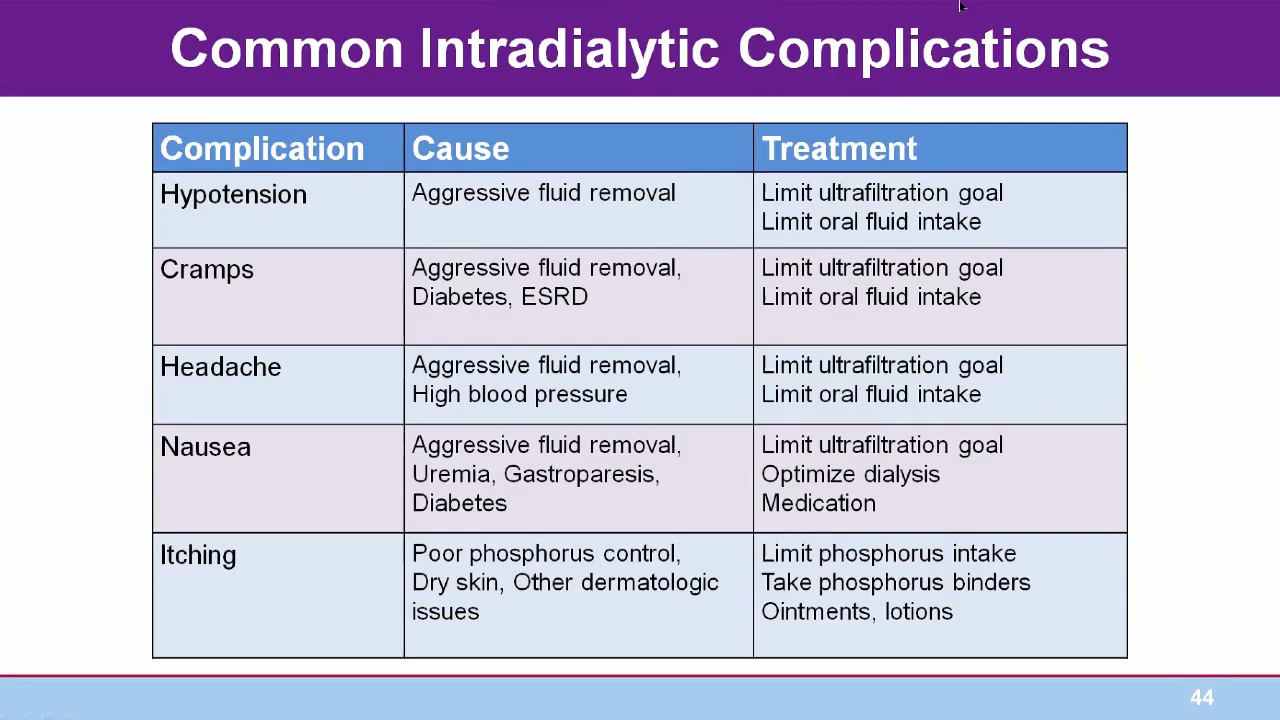 Common Intradialytic Complications
Complication
Cause
Treatment
Hypotension
Aggressive fluid removal
Limit ultrafiltration goal
Limit oral fluid intake
Cramps
Aggressive fluid removal,
Diabetes, ESRD
Limit ultrafiltration goal
Limit oral fluid intake
Headache
Aggressive fluid removal,
High blood pressure
Limit ultrafiltration goal
Limit oral fluid intake
Nausea
Aggressive fluid removal,
Uremia, Gastroparesis,
Diabetes
Limit ultrafiltration goal
Optimize dialysis
Medication
Itching
Poor phosphorus control,
Dry skin, Other dermatologic
issues
Limit phosphorus intake
Take phosphorus binders
Ointments, lotions
44